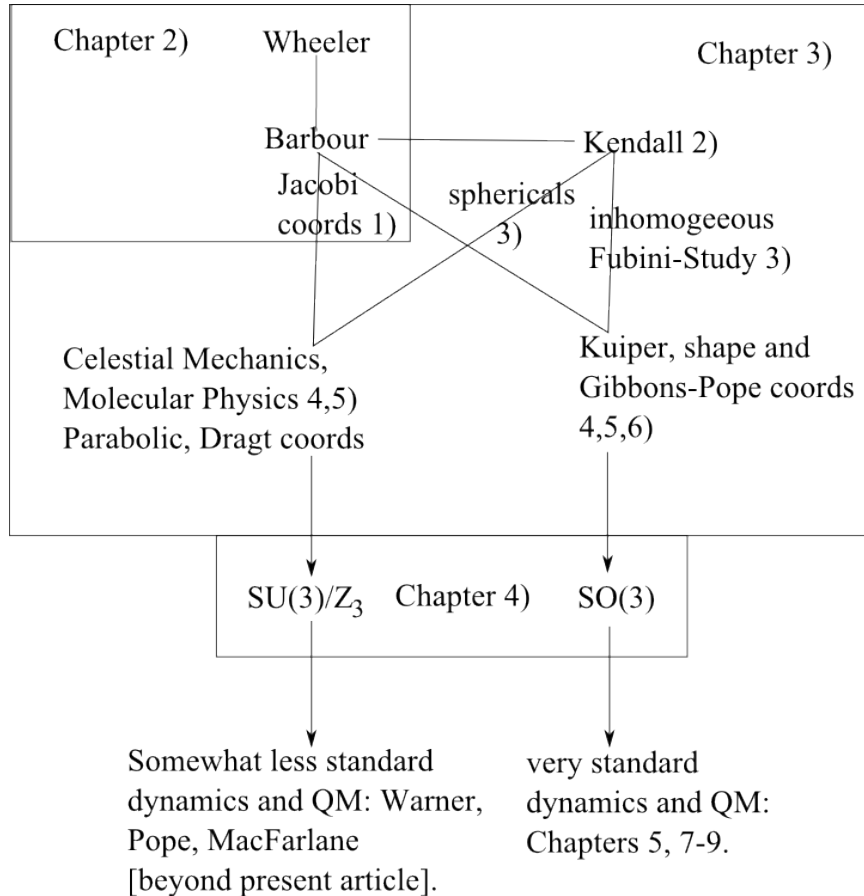 Chapter 2)
Wheeler
Chapter 3)
Barbour
Kendall 2)
Jacobi
coords 1)
sphericals
3)
inhomogeeous
Fubini-Study 3)
Celestial Mechanics,
Molecular Physics 4,5)
Parabolic, Dragt coords
Kuiper, shape and
Gibbons-Pope coords
4,5,6)
SU(3)/Z3
Chapter 4)
SO(3)
Somewhat less standard
dynamics and QM: Warner,
Pope, MacFarlane
[beyond present article].
very standard
dynamics and QM:
Chapters 5, 7-9.